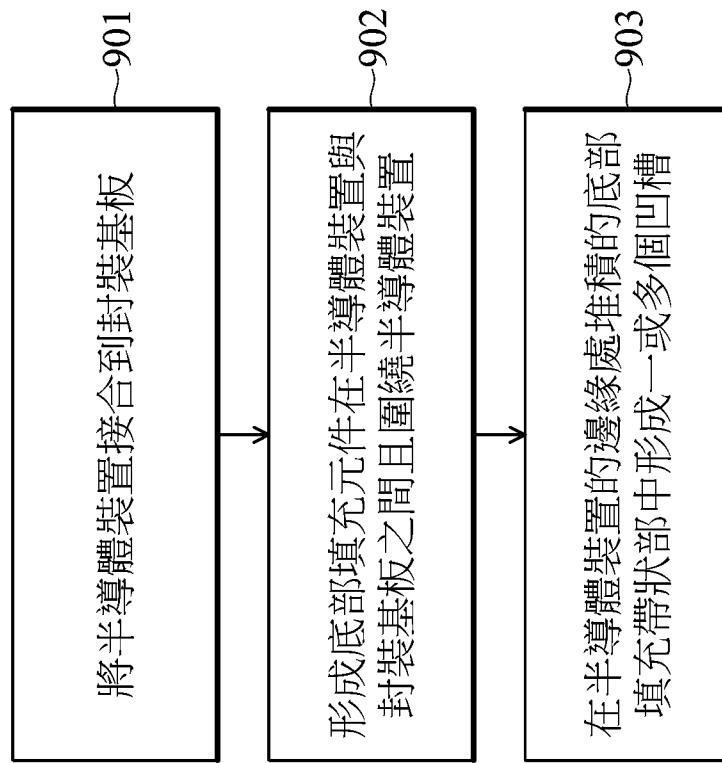 901
將半導體裝置接合到封裝基板
902
形成底部填充元件在半導體裝置與
封裝基板之間且圍繞半導體裝置
903
在半導體裝置的邊緣處堆積的底部
填充帶狀部中形成一或多個凹槽